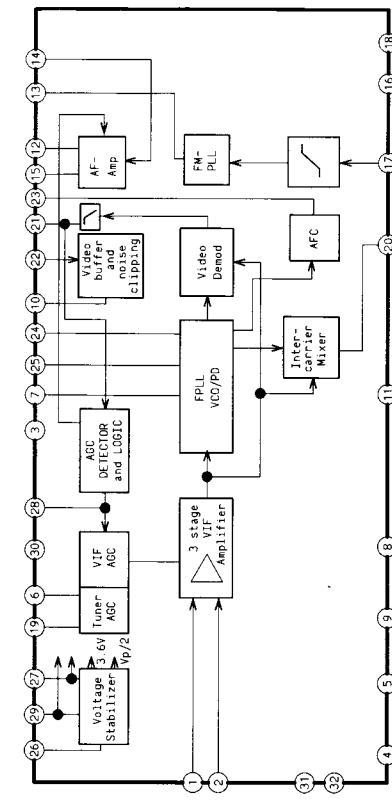 26
29
27
19
6
30
28
3
7
25
24
10
22
21
23
15
12
13
14
Voltage
Stabilizer
3.6V
Vp/2
Tuner
AGC
VIF
AGC
AGC
DETECTOR
and LOGIC
Video
buffer
and
noise
clipping
AF-
Amp
3 stage
VIF
Amplifier
FPLL
VCO/PD
Video
Demod
FM-
PLL
Inter-
carrier
Mixer
AFC
1
2
31
32
4
5
9
8
11
20
17
16
18